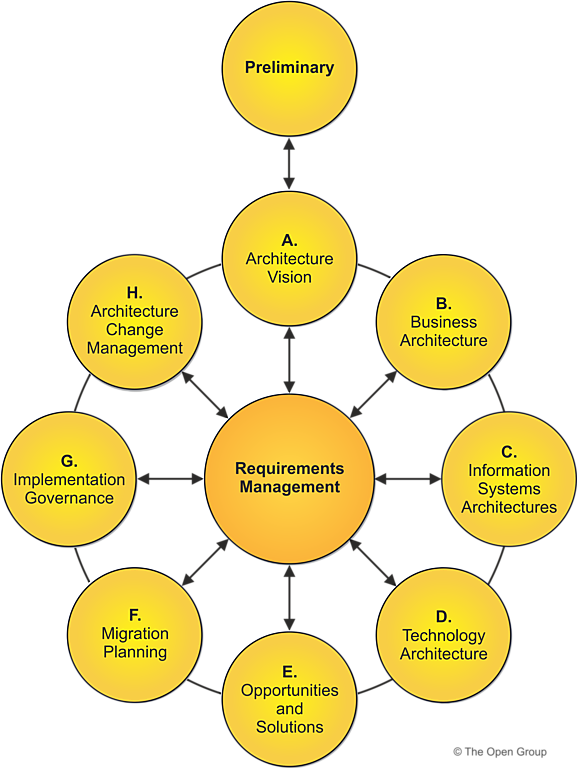 Preliminary
A.
Architecture
Vision
B.
Business
Architecture
C.
Information
Systems
Architectures
D.
Technology
Architecture
E.
Opportunities
and
Solutions
F.
Migration
Planning
G.
Implementation
Governance
H.
Architecture
Change
Management
Requirements
Management
© The Open Group